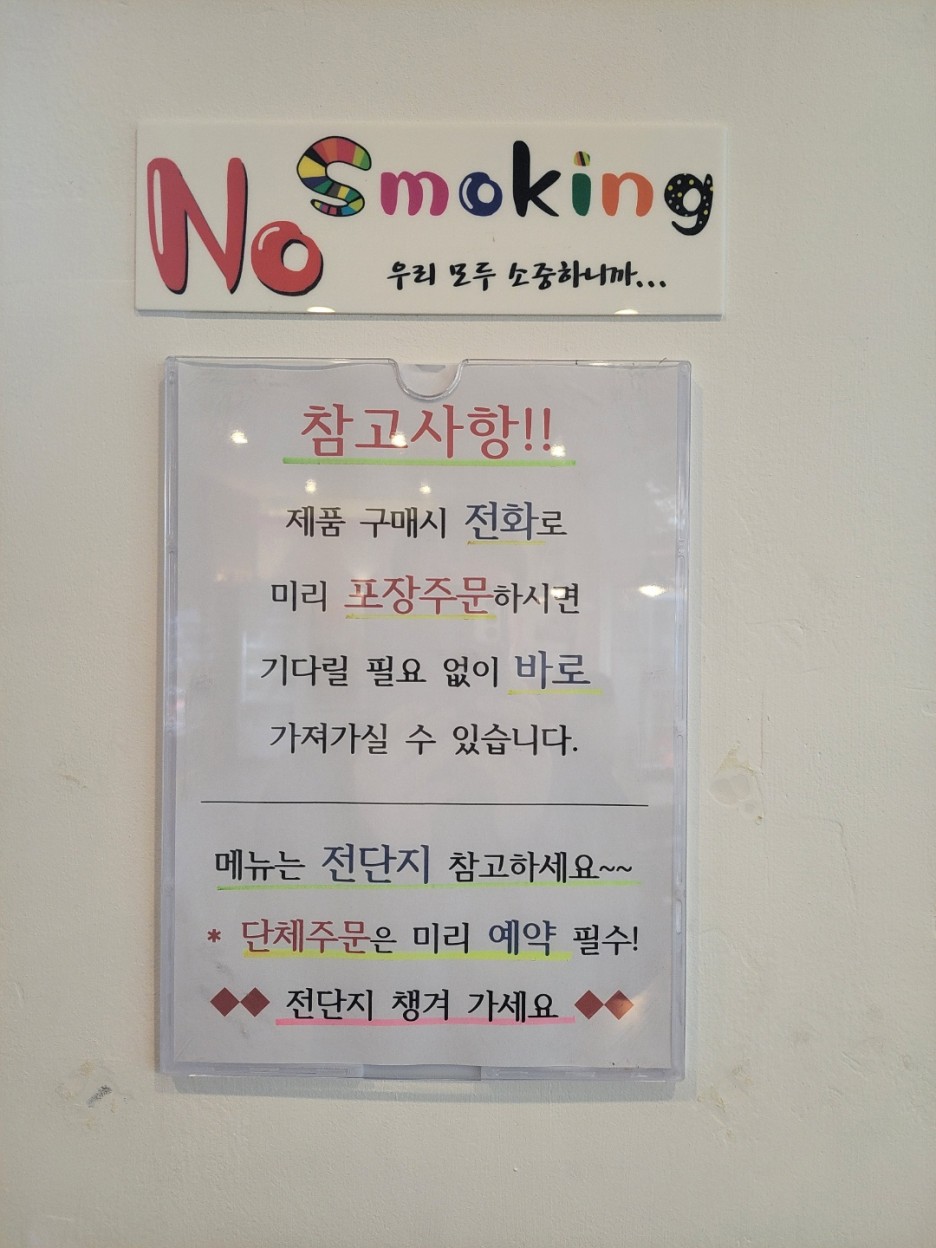 No Smoking
우리 모두 소중하니까...
참고사항!!
제품 구매시 전화로
미리 포장주문하시면
기다릴 필요 없이 바로
가져가실 수 있습니다.
메뉴는 전단지 참고하세요~~
* 단체주문은 미리 예약 필수!
◆◆ 전단지 챙겨 가세요 ◆◆